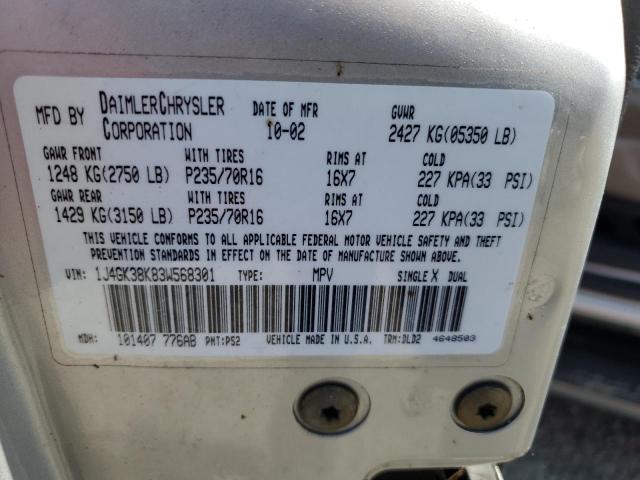 MFD BY DAIMLERCHRYSLER CORPORATION DATE OF MFR 10-02 GVWR 2427 KG(05350 LB)
GAWR FRONT WITH TIRES RIMS AT COLD
1248 KG(2750 LB) P235/70R16 16X7 227 KPA(33 PSI)
GAWR REAR WITH TIRES RIMS AT COLD
1429 KG(3150 LB) P235/70R16 16X7 227 KPA(33 PSI)
THIS VEHICLE CONFORMS TO ALL APPLICABLE FEDERAL MOTOR VEHICLE SAFETY AND THEFT
PREVENTION STANDARDS IN EFFECT ON THE DATE OF MANUFACTURE SHOWN ABOVE.
VIN: 1J4GK38K83W568301 TYPE: MPV SINGLE X DUAL
MDH: 101407 776AB PNT:PS2 VEHICLE MADE IN U.S.A. TRM:DLD2 4648503